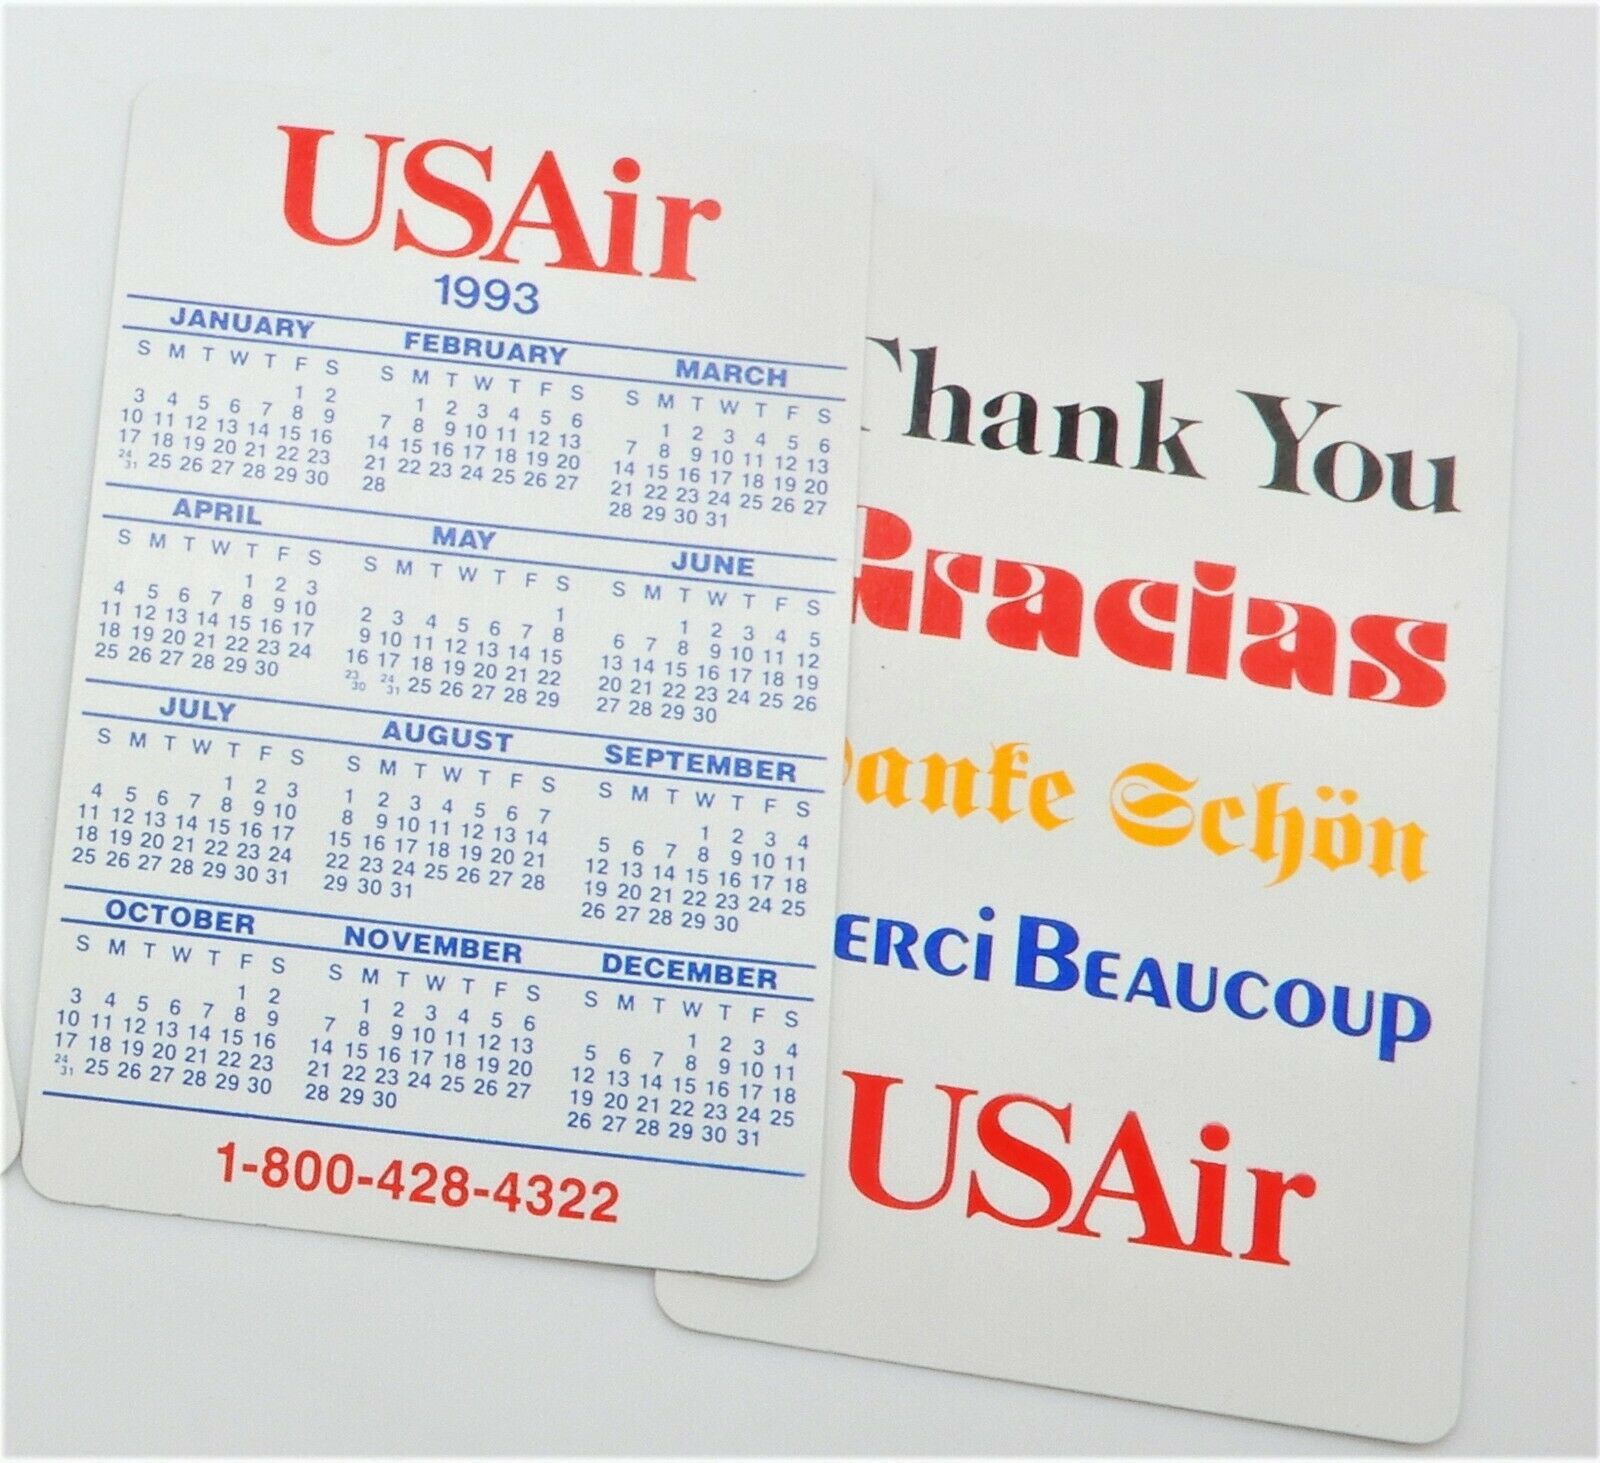 USAir
1993
JANUARY
S M T W T F S
1 2
3 4 5 6 7 8 9
10 11 12 13 14 15 16
17 18 19 20 21 22 23
24/31 25 26 27 28 29 30
FEBRUARY
S M T W T F S
1 2 3 4 5 6
7 8 9 10 11 12 13
14 15 16 17 18 19 20
21 22 23 24 25 26 27
28
MARCH
S M T W T F S
1 2 3 4 5 6
7 8 9 10 11 12 13
14 15 16 17 18 19 20
21 22 23 24 25 26 27
28 29 30 31
APRIL
S M T W T F S
1 2 3
4 5 6 7 8 9 10
11 12 13 14 15 16 17
18 19 20 21 22 23 24
25 26 27 28 29 30
MAY
S M T W T F S
1
2 3 4 5 6 7 8
9 10 11 12 13 14 15
16 17 18 19 20 21 22
23/30 24/31 25 26 27 28 29
JUNE
S M T W T F S
1 2 3 4 5
6 7 8 9 10 11 12
13 14 15 16 17 18 19
20 21 22 23 24 25 26
27 28 29 30
JULY
S M T W T F S
1 2 3
4 5 6 7 8 9 10
11 12 13 14 15 16 17
18 19 20 21 22 23 24
25 26 27 28 29 30 31
AUGUST
S M T W T F S
1 2 3 4 5 6 7
8 9 10 11 12 13 14
15 16 17 18 19 20 21
22 23 24 25 26 27 28
29 30 31
SEPTEMBER
S M T W T F S
1 2 3 4
5 6 7 8 9 10 11
12 13 14 15 16 17 18
19 20 21 22 23 24 25
26 27 28 29 30
OCTOBER
S M T W T F S
1 2
3 4 5 6 7 8 9
10 11 12 13 14 15 16
17 18 19 20 21 22 23
24/31 25 26 27 28 29 30
NOVEMBER
S M T W T F S
1 2 3 4 5 6
7 8 9 10 11 12 13
14 15 16 17 18 19 20
21 22 23 24 25 26 27
28 29 30
DECEMBER
S M T W T F S
1 2 3 4
5 6 7 8 9 10 11
12 13 14 15 16 17 18
19 20 21 22 23 24 25
26 27 28 29 30 31
1-800-428-4322
Thank You
Gracias
Danke Schön
ERCi BEAUCOUP
USAir